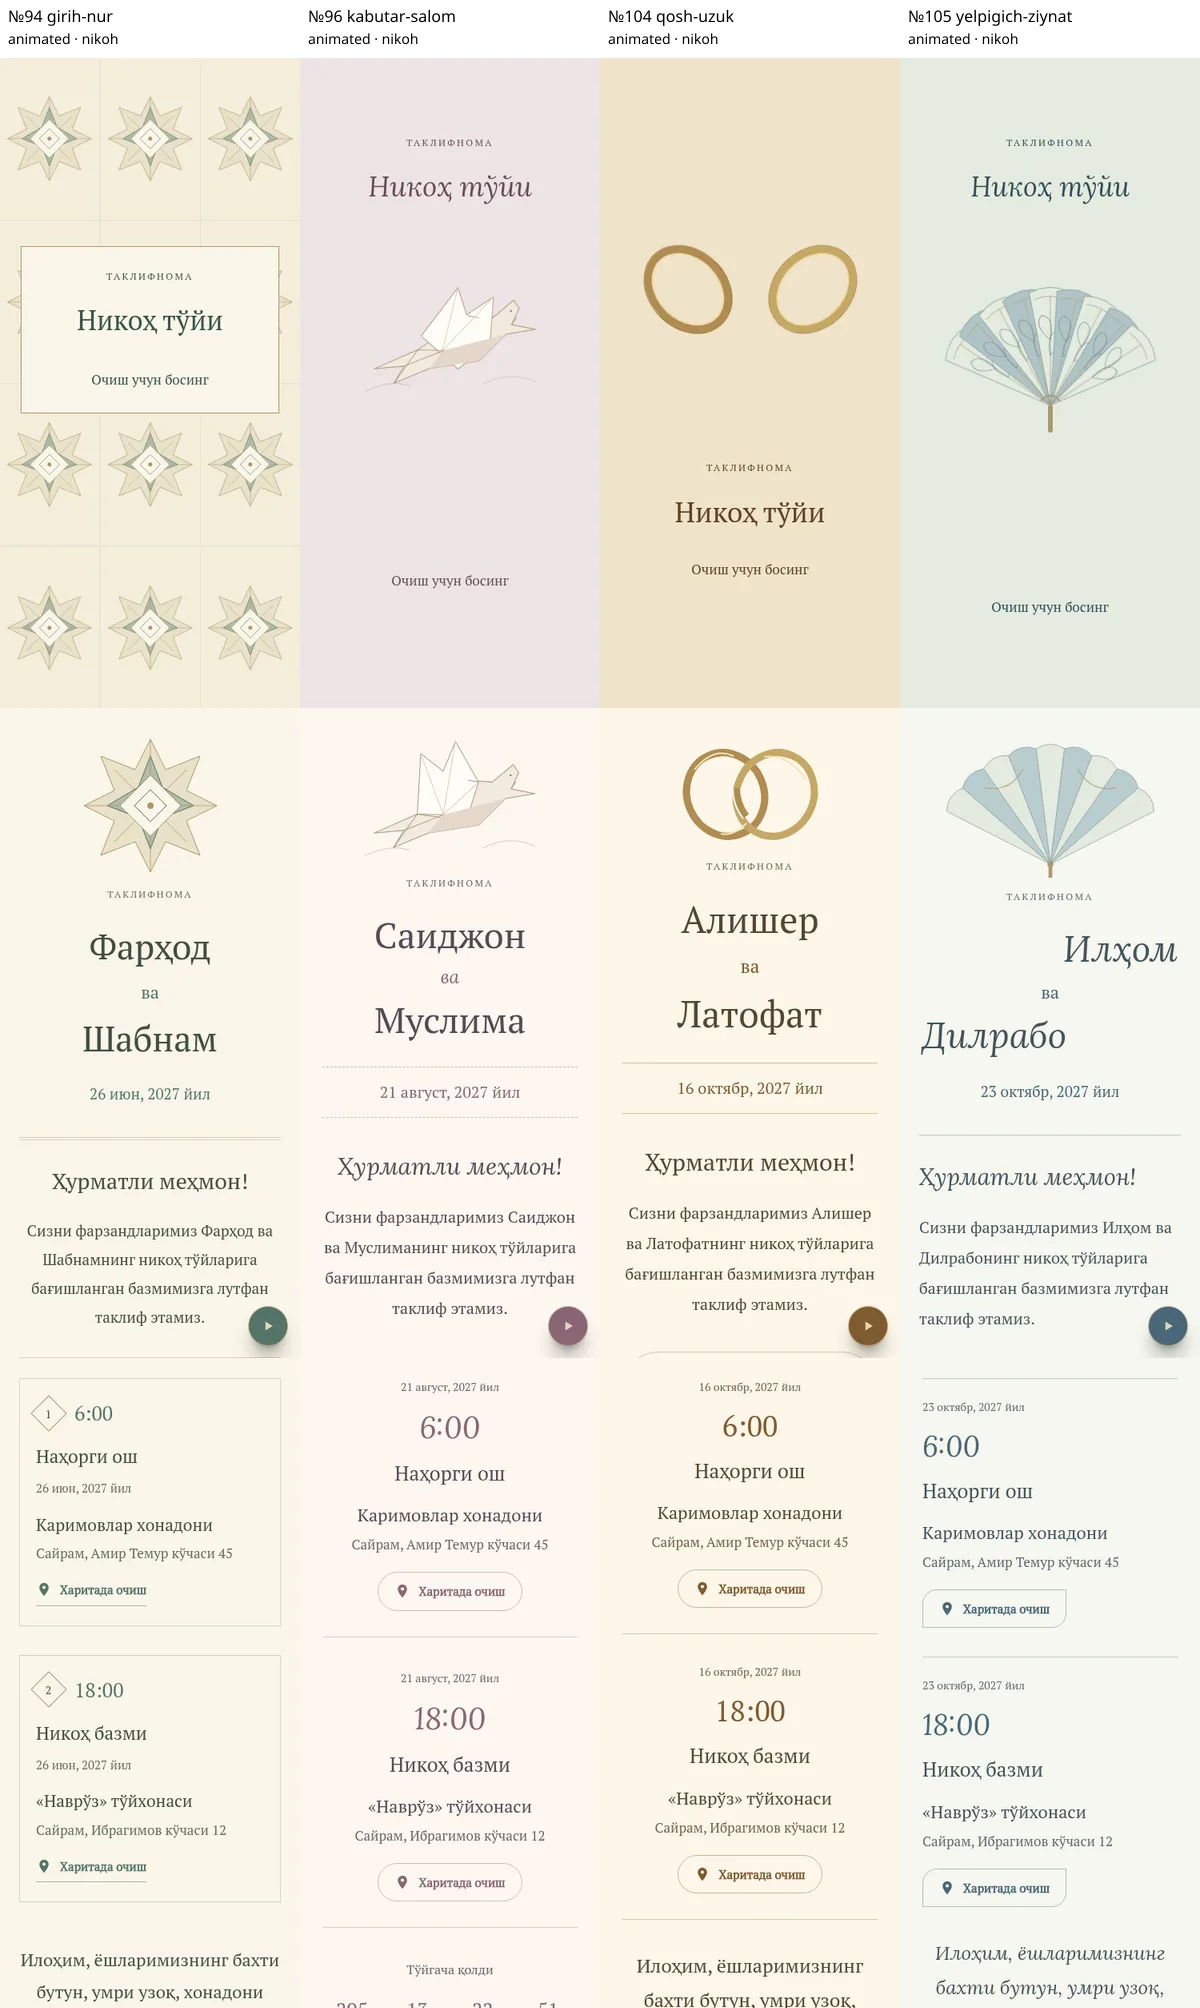 №94 girih-nur
animated · nikoh
ТАКЛИФНОМА
Никоҳ тўйи
Очиш учун босинг
ТАКЛИФНОМА
Фарҳод
ва
Шабнам
26 июн, 2027 йил
Ҳурматли меҳмон!
Сизни фарзандларимиз Фарҳод ва
Шабнамнинг никоҳ тўйларига
бағишланган базмимизга лутфан
таклиф этамиз.
1
6:00
Наҳорги ош
26 июн, 2027 йил
Каримовлар хонадони
Сайрам, Амир Темур кўчаси 45
Харитада очиш
2
18:00
Никоҳ базми
26 июн, 2027 йил
«Наврўз» тўйхонаси
Сайрам, Ибрагимов кўчаси 12
Харитада очиш
Илоҳим, ёшларимизнинг бахти
бутун, умри узоқ, хонадони
№96 kabutar-salom
animated · nikoh
ТАКЛИФНОМА
Никоҳ тўйи
Очиш учун босинг
ТАКЛИФНОМА
Саиджон
ва
Муслима
21 август, 2027 йил
Ҳурматли меҳмон!
Сизни фарзандларимиз Саиджон
ва Муслиманинг никоҳ тўйларига
бағишланган базмимизга лутфан
таклиф этамиз.
21 август, 2027 йил
6:00
Наҳорги ош
Каримовлар хонадони
Сайрам, Амир Темур кўчаси 45
Харитада очиш
21 август, 2027 йил
18:00
Никоҳ базми
«Наврўз» тўйхонаси
Сайрам, Ибрагимов кўчаси 12
Харитада очиш
Тўйгача қолди
№104 qosh-uzuk
animated · nikoh
ТАКЛИФНОМА
Никоҳ тўйи
Очиш учун босинг
ТАКЛИФНОМА
Алишер
ва
Латофат
16 октябр, 2027 йил
Ҳурматли меҳмон!
Сизни фарзандларимиз Алишер
ва Латофатнинг никоҳ тўйларига
бағишланган базмимизга лутфан
таклиф этамиз.
16 октябр, 2027 йил
6:00
Наҳорги ош
Каримовлар хонадони
Сайрам, Амир Темур кўчаси 45
Харитада очиш
16 октябр, 2027 йил
18:00
Никоҳ базми
«Наврўз» тўйхонаси
Сайрам, Ибрагимов кўчаси 12
Харитада очиш
Илоҳим, ёшларимизнинг
бахти бутун, умри узоқ,
№105 yelpigich-ziynat
animated · nikoh
ТАКЛИФНОМА
Никоҳ тўйи
Очиш учун босинг
ТАКЛИФНОМА
Илҳом
ва
Дилрабо
23 октябр, 2027 йил
Ҳурматли меҳмон!
Сизни фарзандларимиз Илҳом ва
Дилрабонинг никоҳ тўйларига
бағишланган базмимизга лутфан
таклиф этамиз.
23 октябр, 2027 йил
6:00
Наҳорги ош
Каримовлар хонадони
Сайрам, Амир Темур кўчаси 45
Харитада очиш
23 октябр, 2027 йил
18:00
Никоҳ базми
«Наврўз» тўйхонаси
Сайрам, Ибрагимов кўчаси 12
Харитада очиш
Илоҳим, ёшларимизнинг
бахти бутун, умри узоқ,